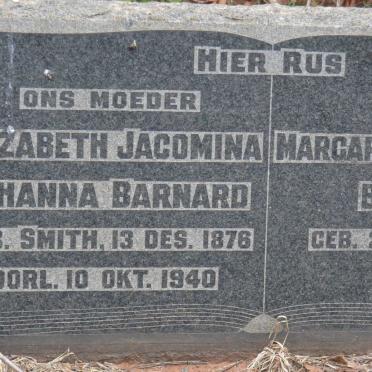 HIER RUS
ONS MOEDER
ZABETH JACOMINA
HANNA BARNARD
SMITH, 13 DES. 1876
OORL. 10 OKT. 1940
MARGAR
GEB.